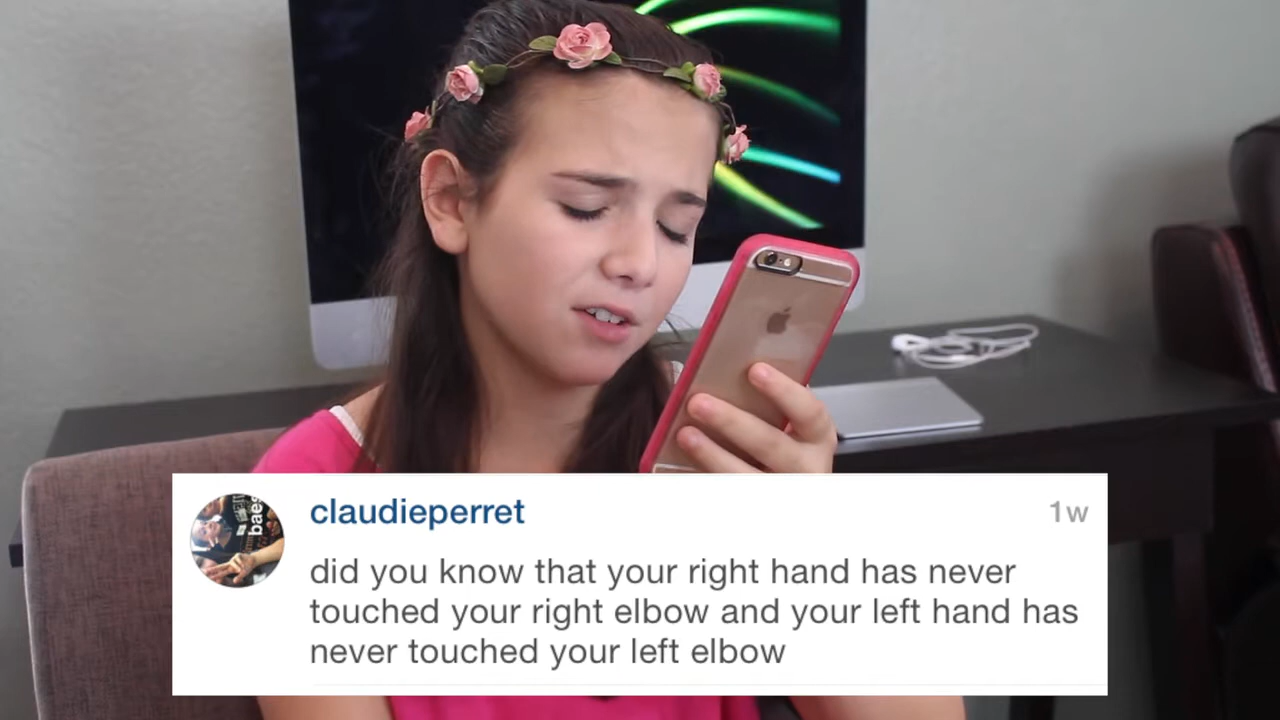 claudieperret
1w
did you know that your right hand has never
touched your right elbow and your left hand has
never touched your left elbow
baes